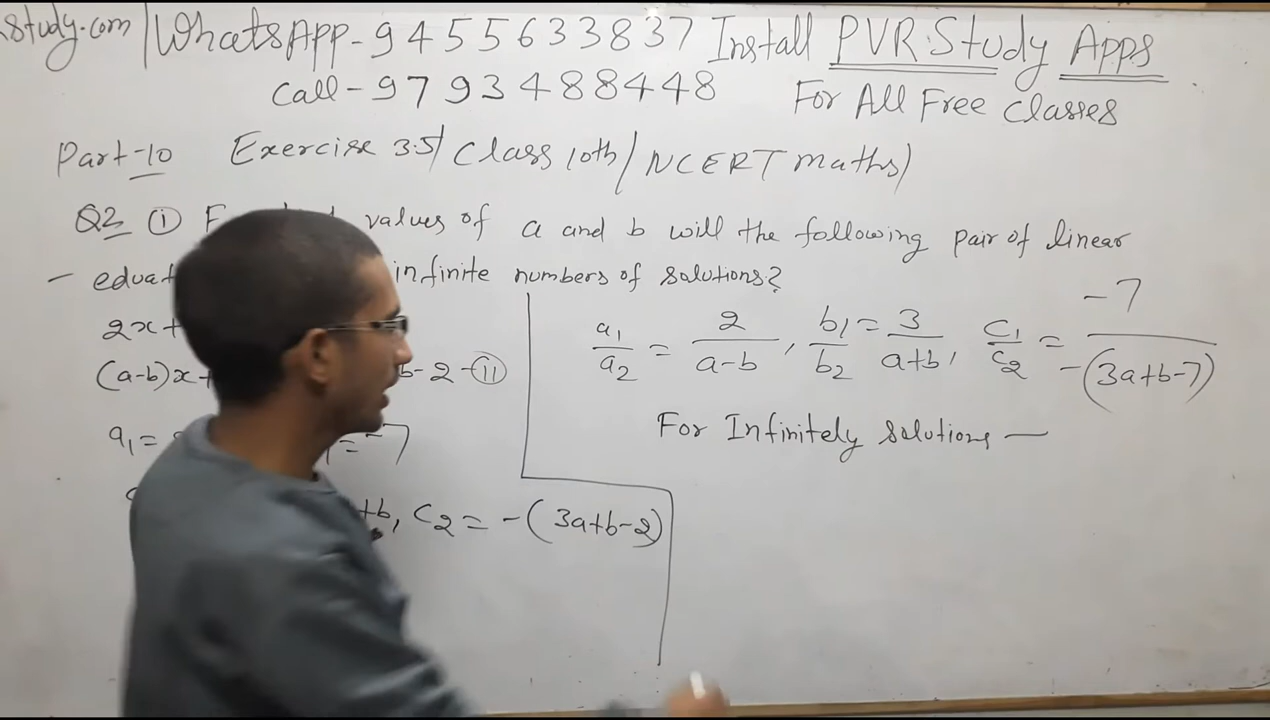 study.com/WhatsApp-9455633837 Install PVR Study Apps
Call-9793488448 For All Free Classes
Part-10 Exercise 3.5/ Class 10th/NCERT maths/
Q2 (i) values of a and b will the following pair of linear
- infinite numbers of solutions?
2x+
(a-b)x+ b-2-(ii)
a1= =-7
+b, c2=-(3a+b-2)
a1/a2 = 2/(a-b), b1/b2 = 3/(a+b), c1/c2 = -7/-(3a+b-7)
For Infinitely solutions —